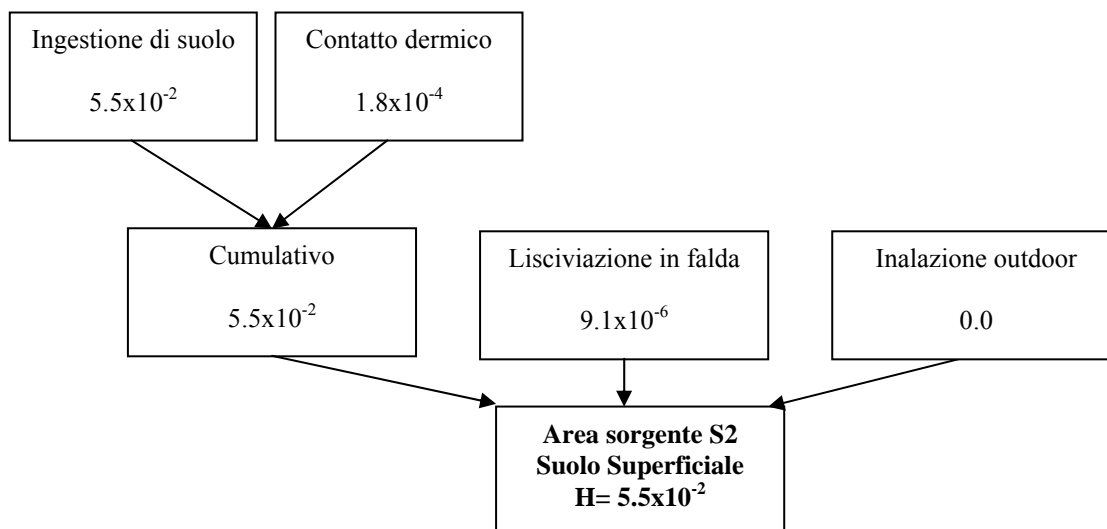 Ingestione di suolo
5.5x10⁻²
Contatto dermico
1.8x10⁻⁴
Cumulativo
5.5x10⁻²
Lisciviazione in falda
9.1x10⁻⁶
Inalazione outdoor
0.0
Area sorgente S2
Suolo Superficiale
H= 5.5x10⁻²